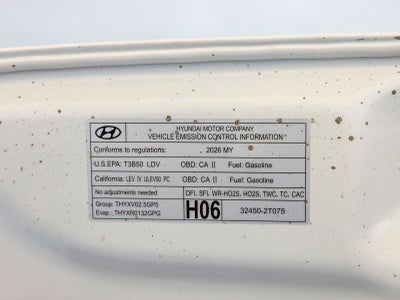 HYUNDAI MOTOR COMPANY
VEHICLE EMISSION CONTROL INFORMATION
Conforms to regulations: 2026 MY
U.S.EPA: T3B50 LDV OBD: CA II Fuel: Gasoline
California: LEV IV ULEV50 PC OBD: CA II Fuel: Gasoline
No adjustments needed DFI, SFI, WR-HO2S, HO2S, TWC, TC, CAC
Group: THYXV02.5GP5
Evap.: THYXR0132GPG
H06 32450-2T07S